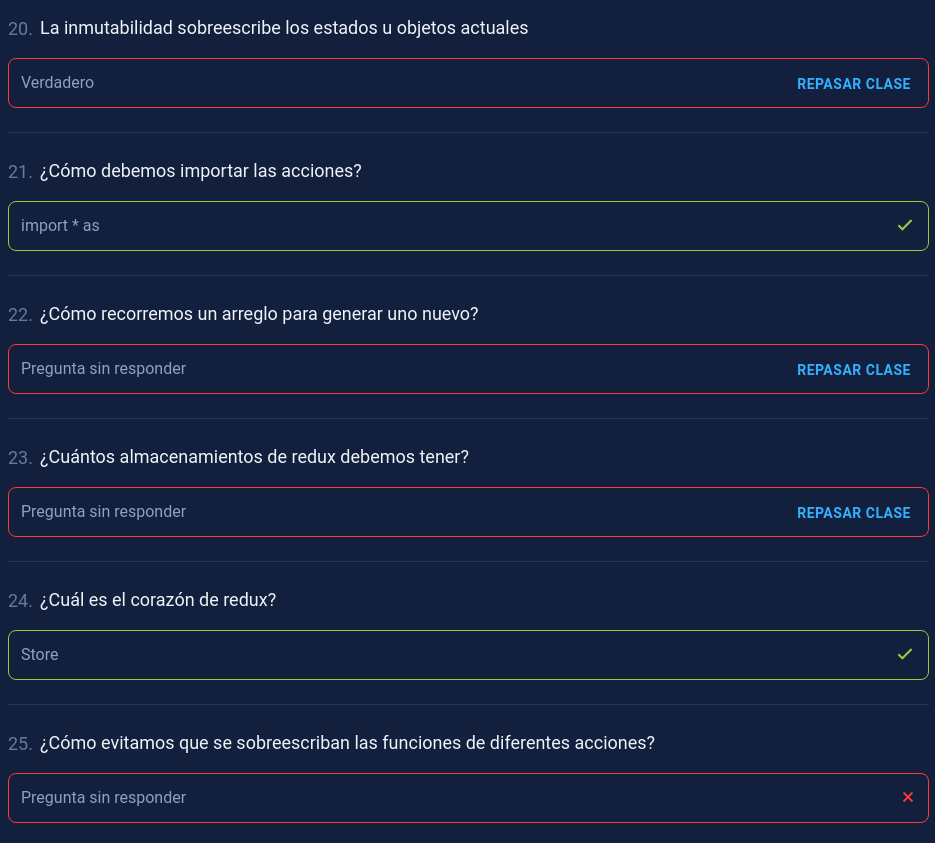 20. La inmutabilidad sobreescribe los estados u objetos actuales
Verdadero REPASAR CLASE
21. ¿Cómo debemos importar las acciones?
import * as
22. ¿Cómo recorremos un arreglo para generar uno nuevo?
Pregunta sin responder REPASAR CLASE
23. ¿Cuántos almacenamientos de redux debemos tener?
Pregunta sin responder REPASAR CLASE
24. ¿Cuál es el corazón de redux?
Store
25. ¿Cómo evitamos que se sobreescriban las funciones de diferentes acciones?
Pregunta sin responder